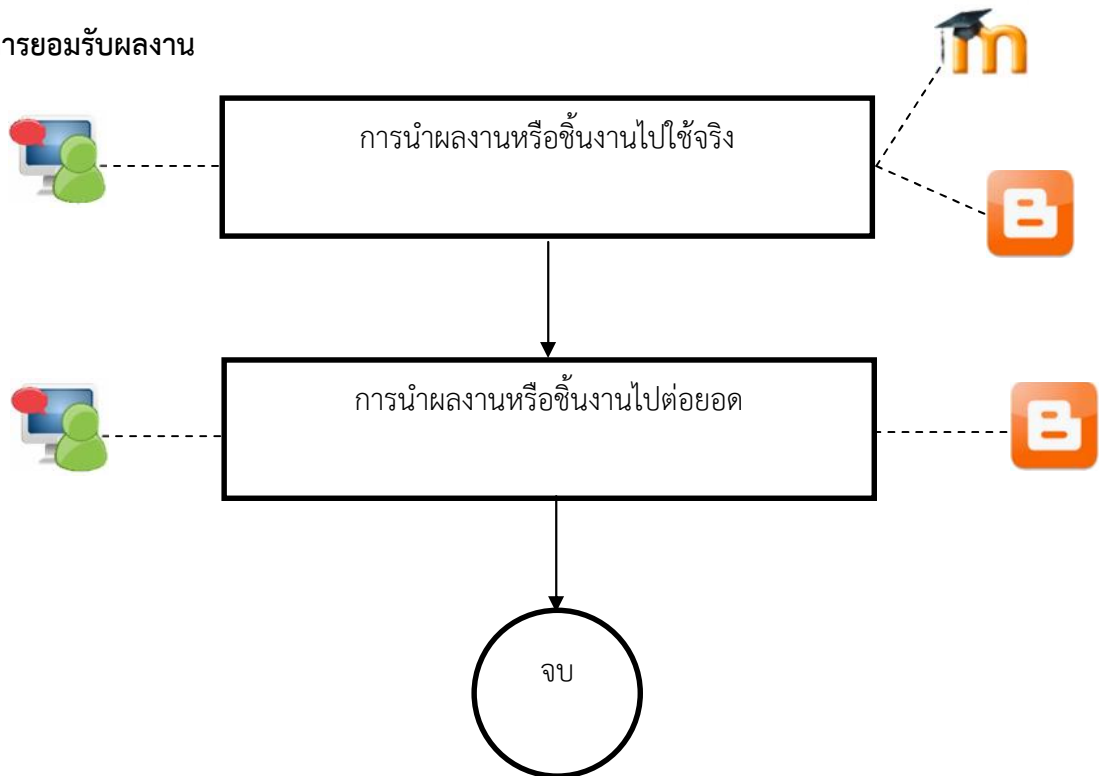 ารยอมรับผลงาน
m
การนำผลงานหรือชิ้นงานไปใช้จริง
การนำผลงานหรือชิ้นงานไปต่อยอด
จบ